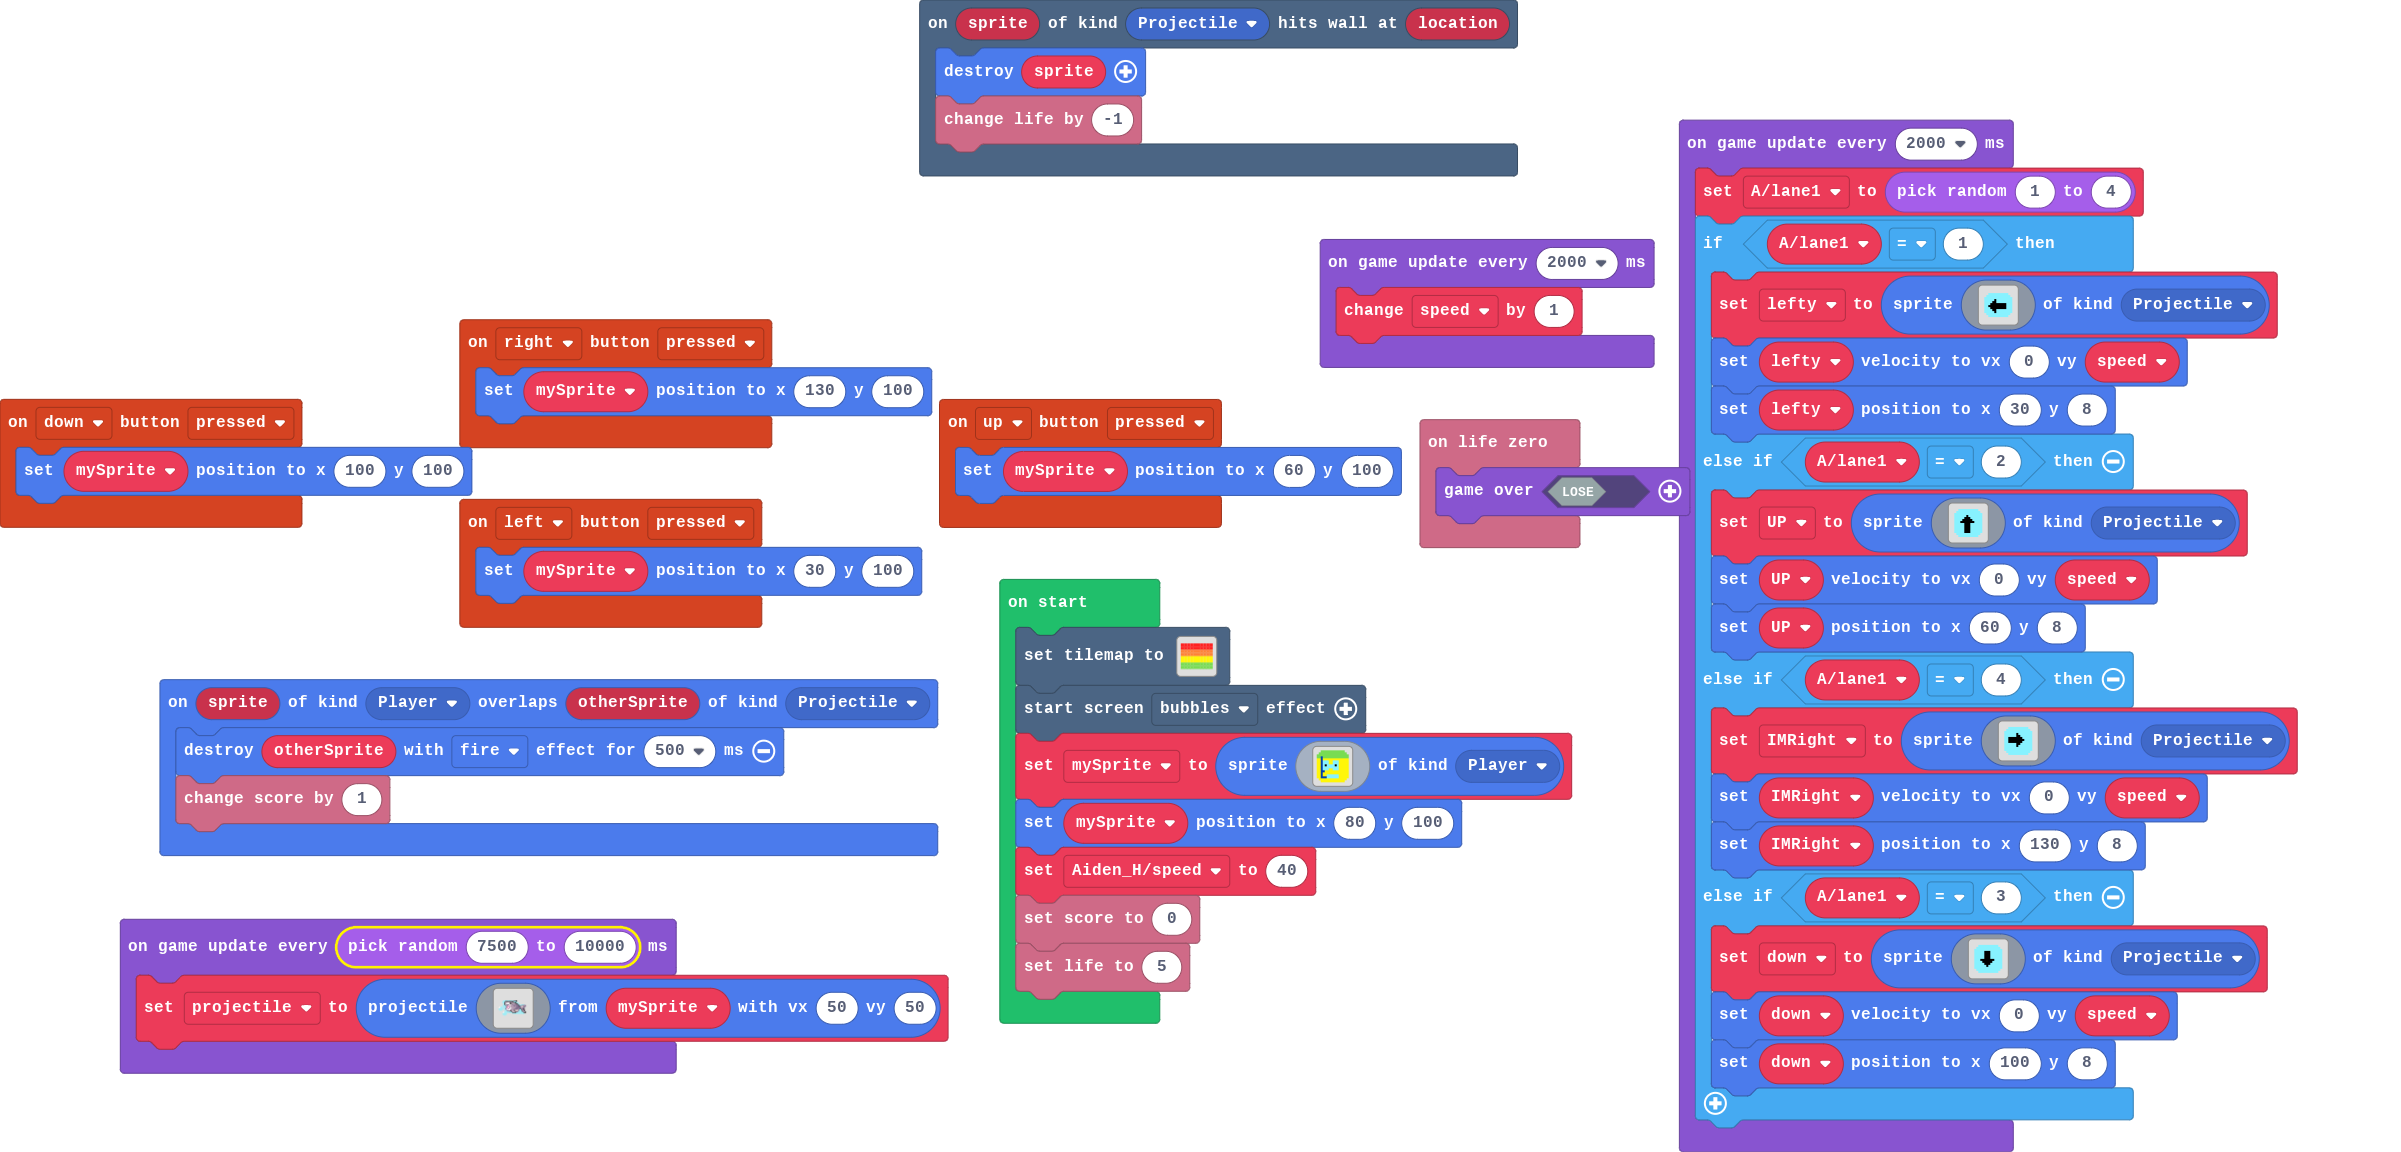 on sprite of kind Projectile hits wall at location
destroy sprite
change life by -1
on game update every 2000 ms
set A/lane1 to pick random 1 to 4
if A/lane1 = 1 then
set lefty to sprite of kind Projectile
set lefty velocity to vx 0 vy speed
set lefty position to x 30 y 8
else if A/lane1 = 2 then
set UP to sprite of kind Projectile
set UP velocity to vx 0 vy speed
set UP position to x 60 y 8
else if A/lane1 = 4 then
set IMRight to sprite of kind Projectile
set IMRight velocity to vx 0 vy speed
set IMRight position to x 130 y 8
else if A/lane1 = 3 then
set down to sprite of kind Projectile
set down velocity to vx 0 vy speed
set down position to x 100 y 8
on game update every 2000 ms
change speed by 1
on right button pressed
set mySprite position to x 130 y 100
on down button pressed
set mySprite position to x 100 y 100
on up button pressed
set mySprite position to x 60 y 100
on life zero
game over LOSE
on left button pressed
set mySprite position to x 30 y 100
on start
set tilemap to
start screen bubbles effect
set mySprite to sprite of kind Player
set mySprite position to x 80 y 100
set Aiden_H/speed to 40
set score to 0
set life to 5
on sprite of kind Player overlaps otherSprite of kind Projectile
destroy otherSprite with fire effect for 500 ms
change score by 1
on game update every pick random 7500 to 10000 ms
set projectile to projectile from mySprite with vx 50 vy 50